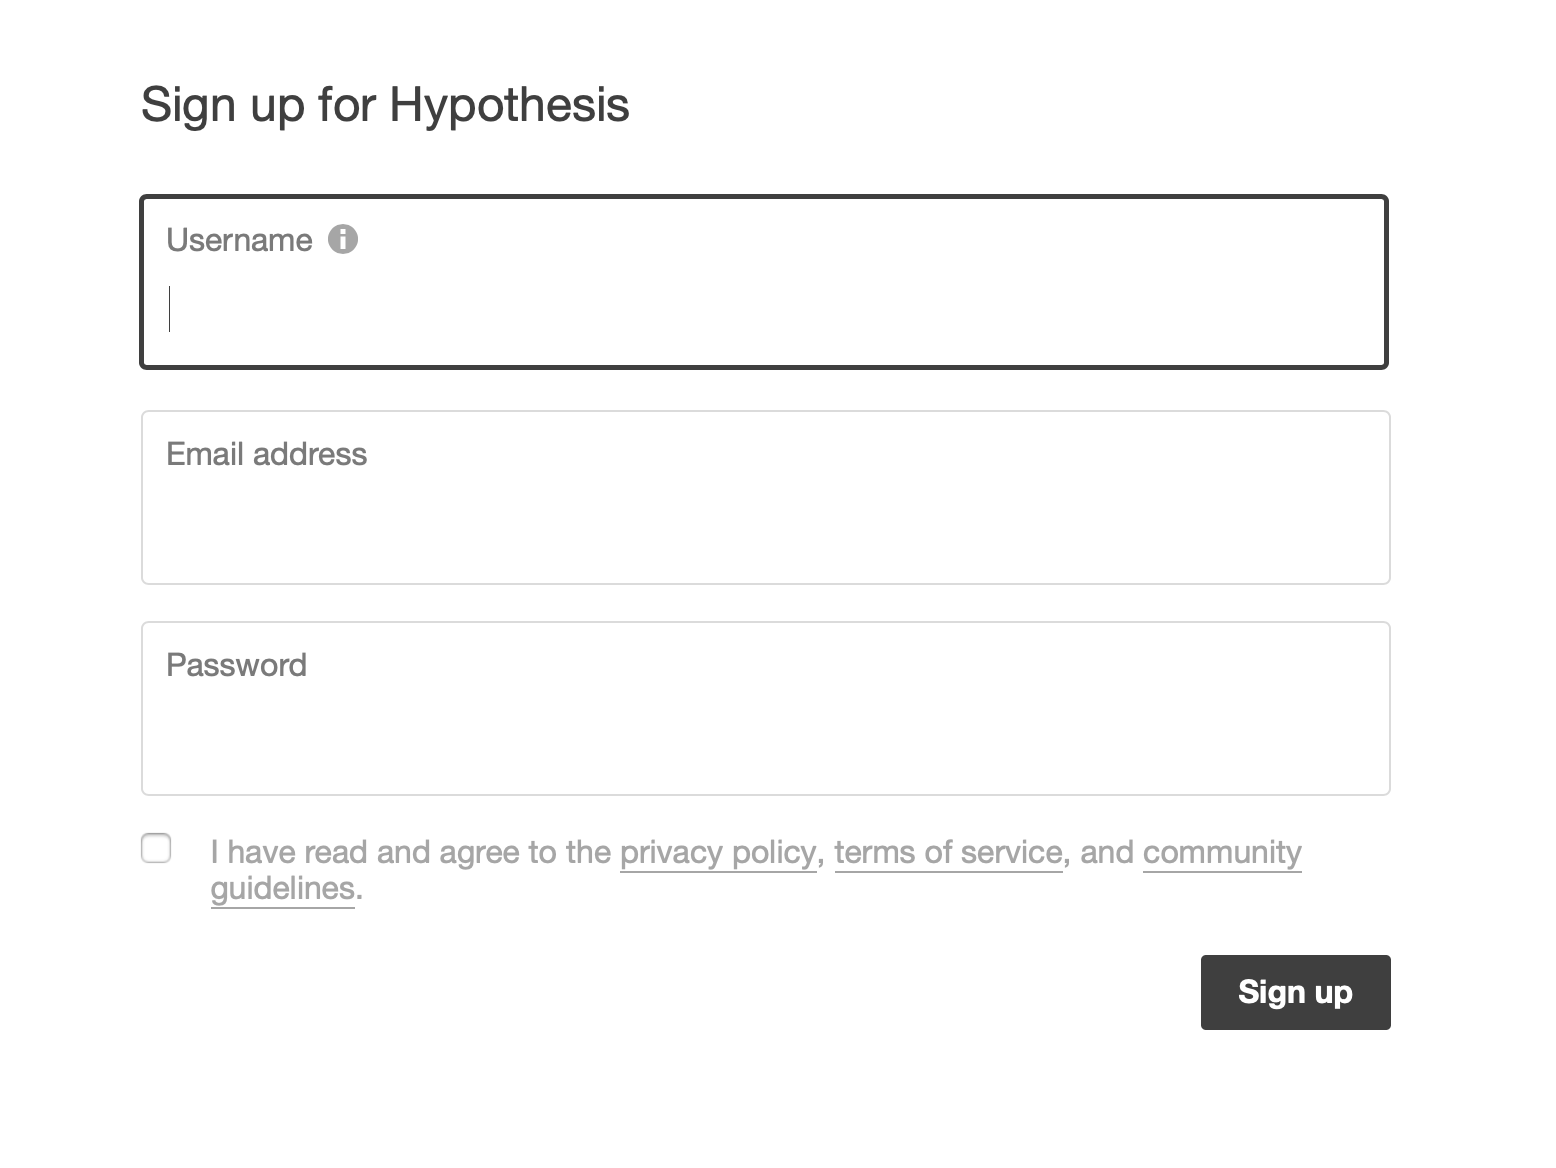 Sign up for Hypothesis
Username
Email address
Password
I have read and agree to the privacy policy, terms of service, and community
guidelines.
Sign up